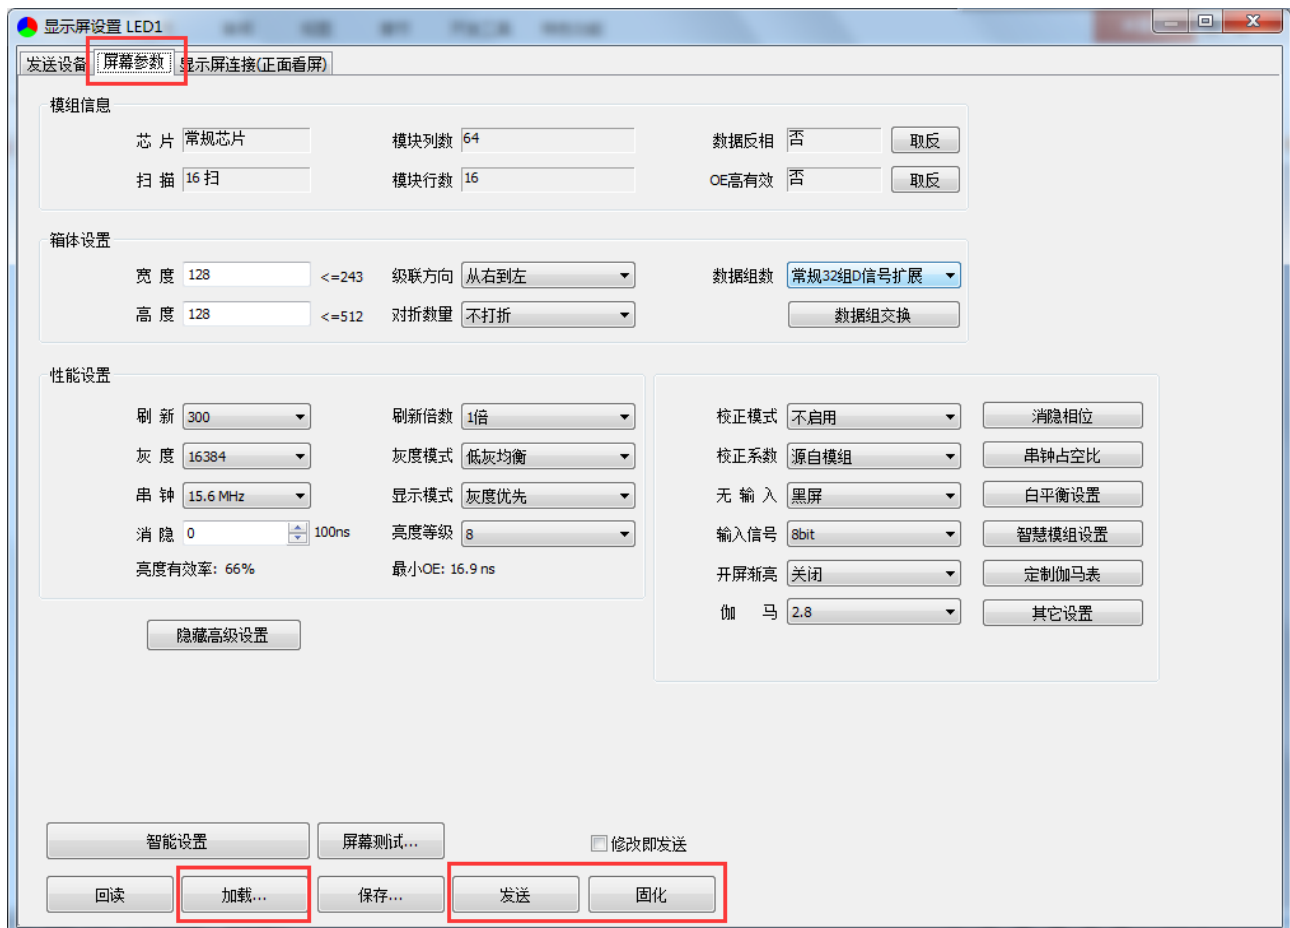 显示屏设置 LED1
发送设备 屏幕参数 显示屏连接(正面看屏)
模组信息
芯 片 常规芯片 模块列数 64 数据反相 否 取反
扫 描 16 扫 模块行数 16 OE高有效 否 取反
箱体设置
宽 度 128 <=243 级联方向 从右到左 数据组数 常规32组D信号扩展
高 度 128 <=512 对折数量 不打折 数据组交换
性能设置
刷 新 300 刷新倍数 1倍 校正模式 不启用 消隐相位
灰 度 16384 灰度模式 低灰均衡 校正系数 源自模组 串钟占空比
串 钟 15.6 MHz 显示模式 灰度优先 无 输 入 黑屏 白平衡设置
消 隐 0 100ns 亮度等级 8 输入信号 8bit 智慧模组设置
亮度有效率: 66% 最小OE: 16.9 ns 开屏渐亮 关闭 定制伽马表
伽 马 2.8 其它设置
隐藏高级设置
智能设置 屏幕测试... 修改即发送
回读 加载... 保存... 发送 固化